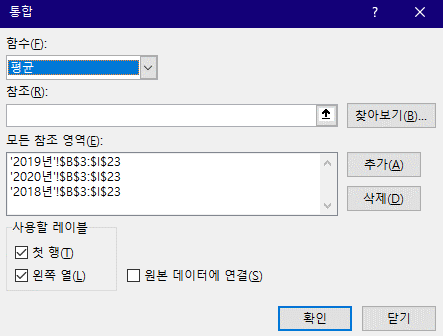 통합
?
함수(F):
평균
참조(R):
찾아보기(B)...
모든 참조 영역(E):
'2019년'!$B$3:$I$23
'2020년'!$B$3:$I$23
'2018년'!$B$3:$I$23
추가(A)
삭제(D)
사용할 레이블
첫 행(T)
왼쪽 열(L)
원본 데이터에 연결(S)
확인
닫기